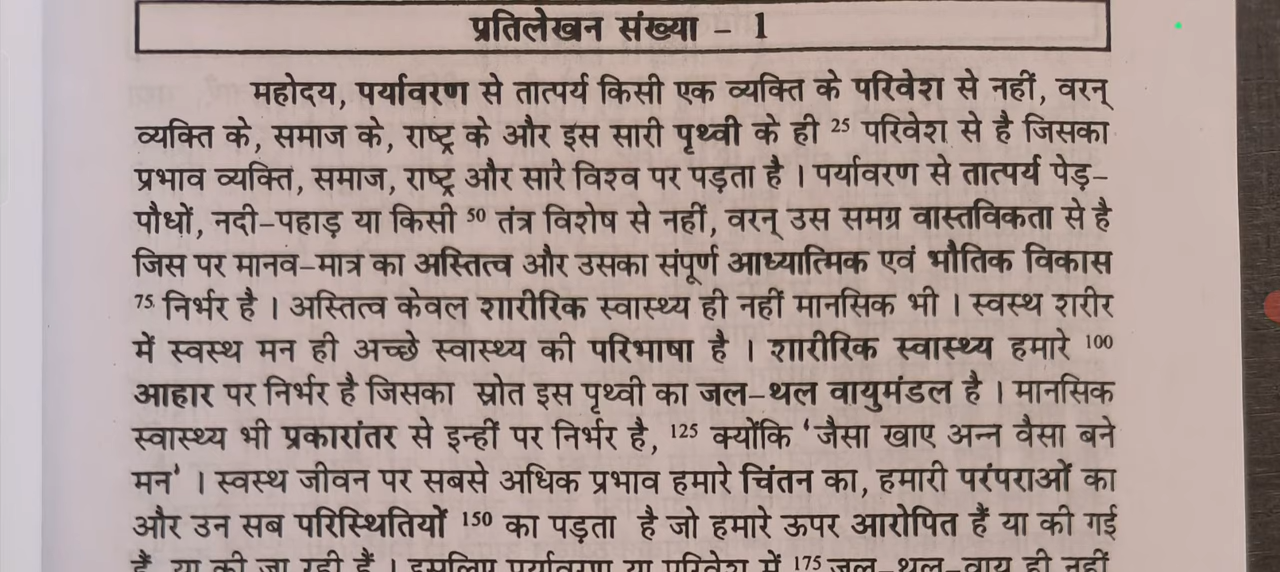 प्रतिलेखन संख्या - 1
महोदय, पर्यावरण से तात्पर्य किसी एक व्यक्ति के परिवेश से नहीं, वरन्
व्यक्ति के, समाज के, राष्ट्र के और इस सारी पृथ्वी के ही 25 परिवेश से है जिसका
प्रभाव व्यक्ति, समाज, राष्ट्र और सारे विश्व पर पड़ता है । पर्यावरण से तात्पर्य पेड़-
पौधों, नदी-पहाड़ या किसी 50 तंत्र विशेष से नहीं, वरन् उस समग्र वास्तविकता से है
जिस पर मानव-मात्र का अस्तित्व और उसका संपूर्ण आध्यात्मिक एवं भौतिक विकास
75 निर्भर है । अस्तित्व केवल शारीरिक स्वास्थ्य ही नहीं मानसिक भी । स्वस्थ शरीर
में स्वस्थ मन ही अच्छे स्वास्थ्य की परिभाषा है । शारीरिक स्वास्थ्य हमारे 100
आहार पर निर्भर है जिसका स्रोत इस पृथ्वी का जल-थल वायुमंडल है । मानसिक
स्वास्थ्य भी प्रकारांतर से इन्हीं पर निर्भर है, 125 क्योंकि 'जैसा खाए अन्न वैसा बने
मन' । स्वस्थ जीवन पर सबसे अधिक प्रभाव हमारे चिंतन का, हमारी परंपराओं का
और उन सब परिस्थितियों 150 का पड़ता है जो हमारे ऊपर आरोपित हैं या की गई
हैं, या की जा रही हैं । इसलिए पर्यावरण या परिवेश में 175 जल-थल-वायु ही नहीं